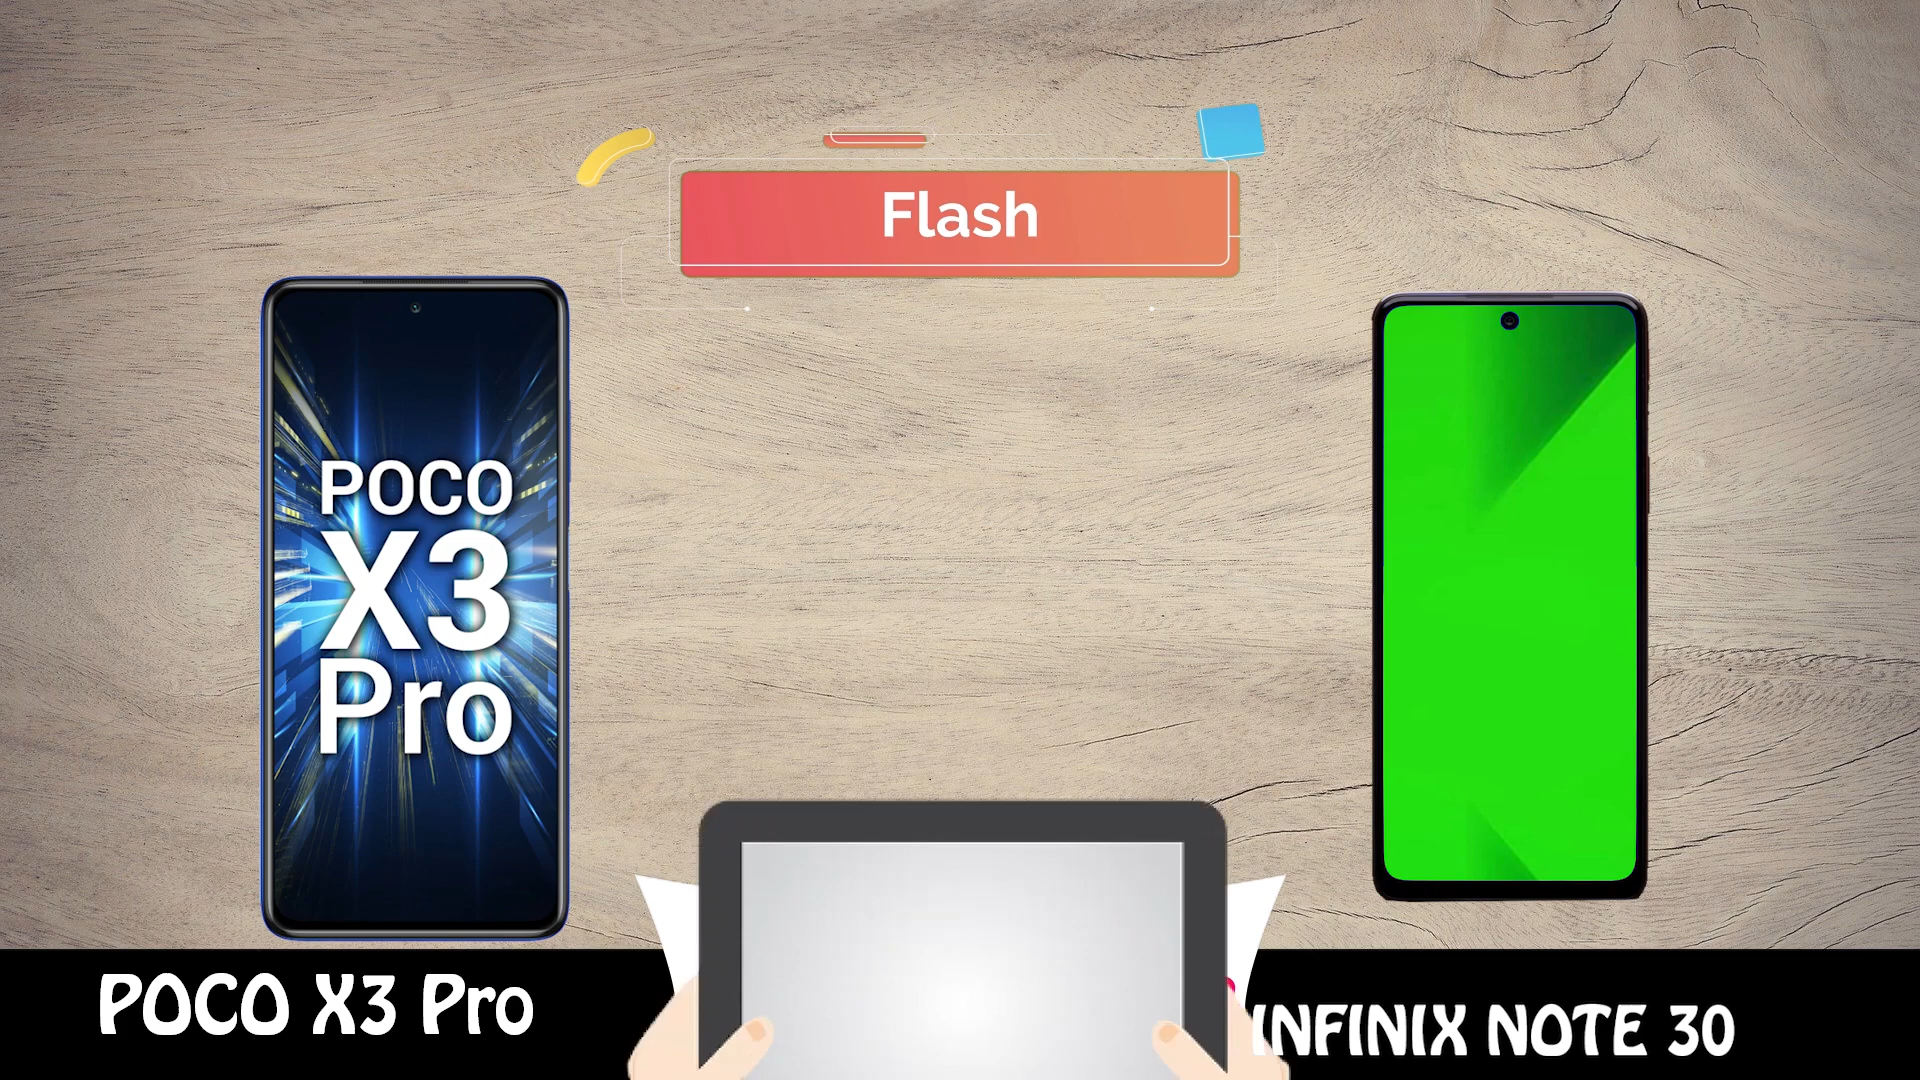 Flash
POCO
X3
Pro
POCO X3 Pro
INFINIX NOTE 30